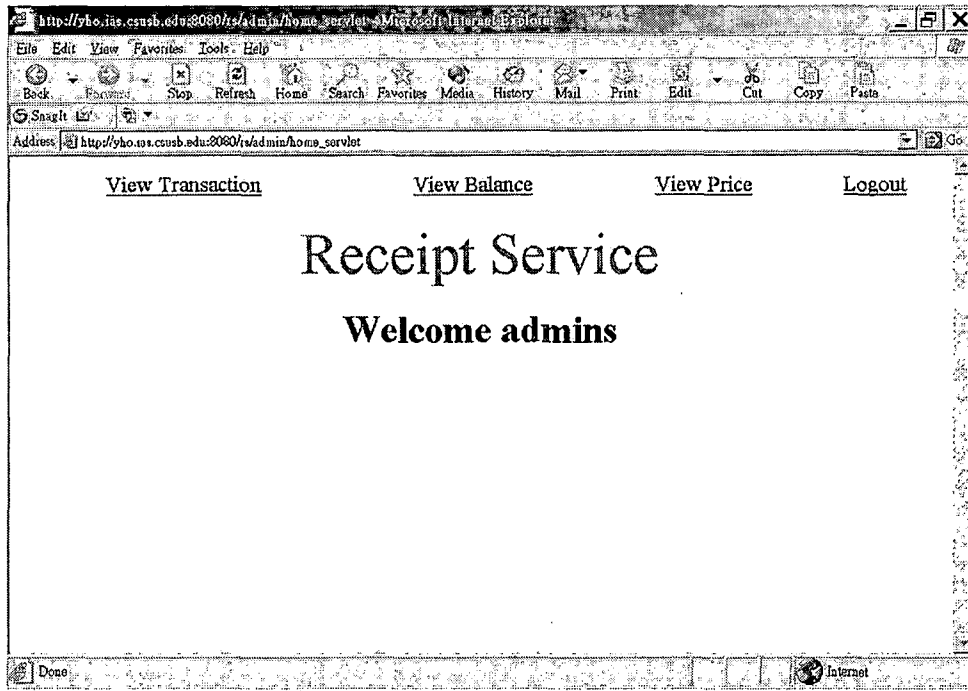 http://yho.ias.csusb.edu:8080/rs/admin/home_servlet - Microsoft Internet Explorer
File Edit View Favorites Tools Help
Back Forward Stop Refresh Home Search Favorites Media History Mail Print Edit Cut Copy Paste
SnagIt
Address http://yho.ias.csusb.edu:8080/rs/admin/home_servlet Go
View Transaction View Balance View Price Logout
Receipt Service
Welcome admins
Done Internet